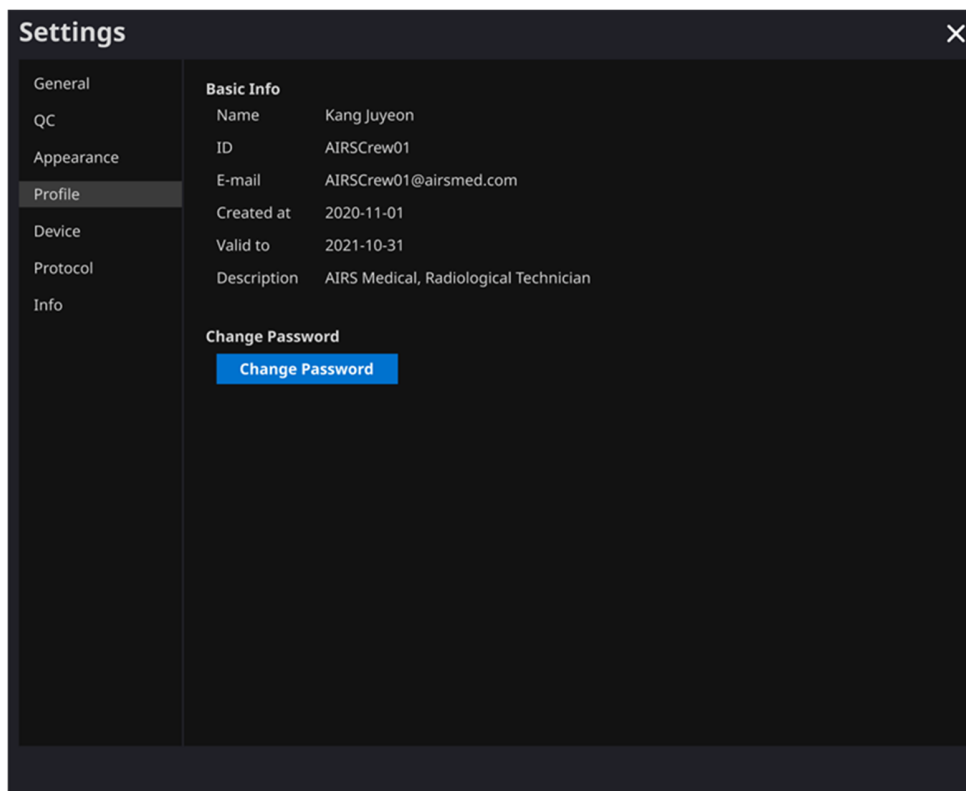 Settings
General
QC
Appearance
Profile
Device
Protocol
Info
Basic Info
Name Kang Juyeon
ID AIRSCrew01
E-mail AIRSCrew01@airsmed.com
Created at 2020-11-01
Valid to 2021-10-31
Description AIRS Medical, Radiological Technician
Change Password
Change Password